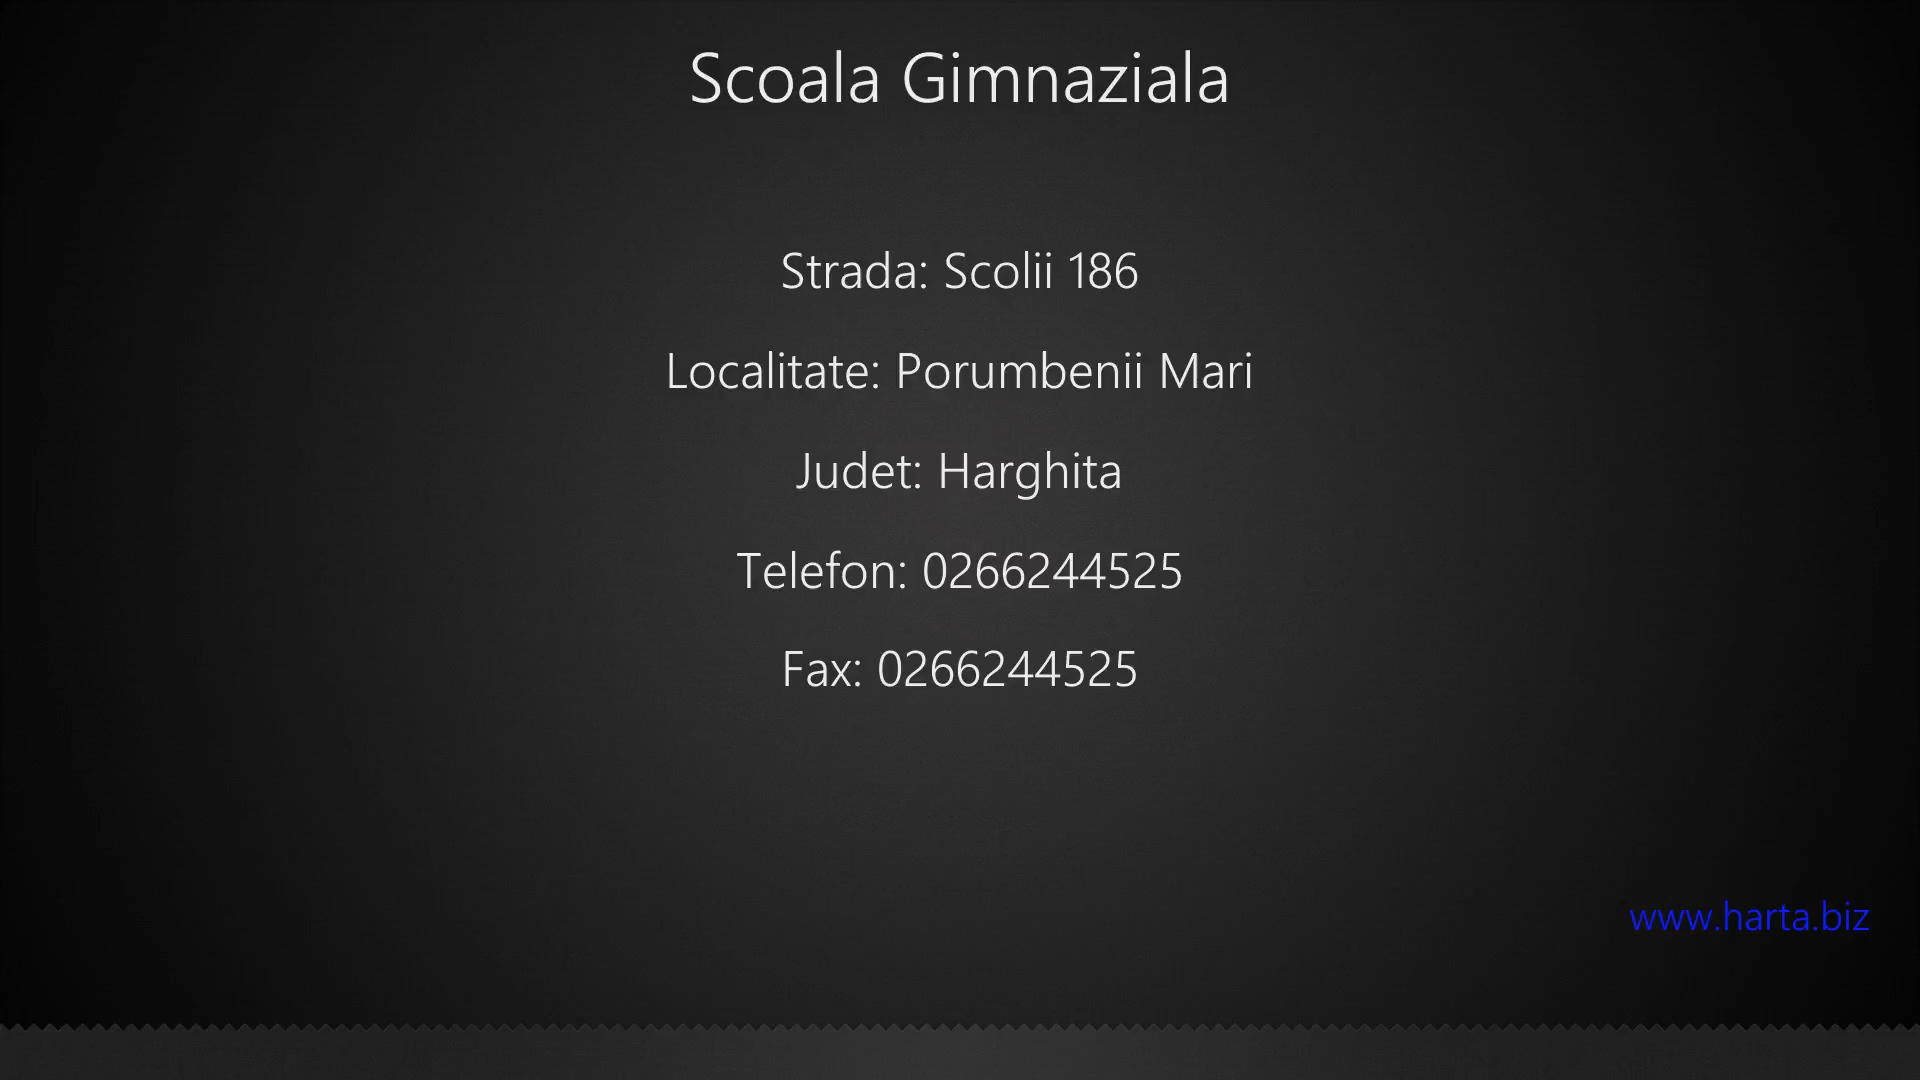 Scoala Gimnaziala
Strada: Scolii 186
Localitate: Porumbenii Mari
Judet: Harghita
Telefon: 0266244525
Fax: 0266244525
www.harta.biz